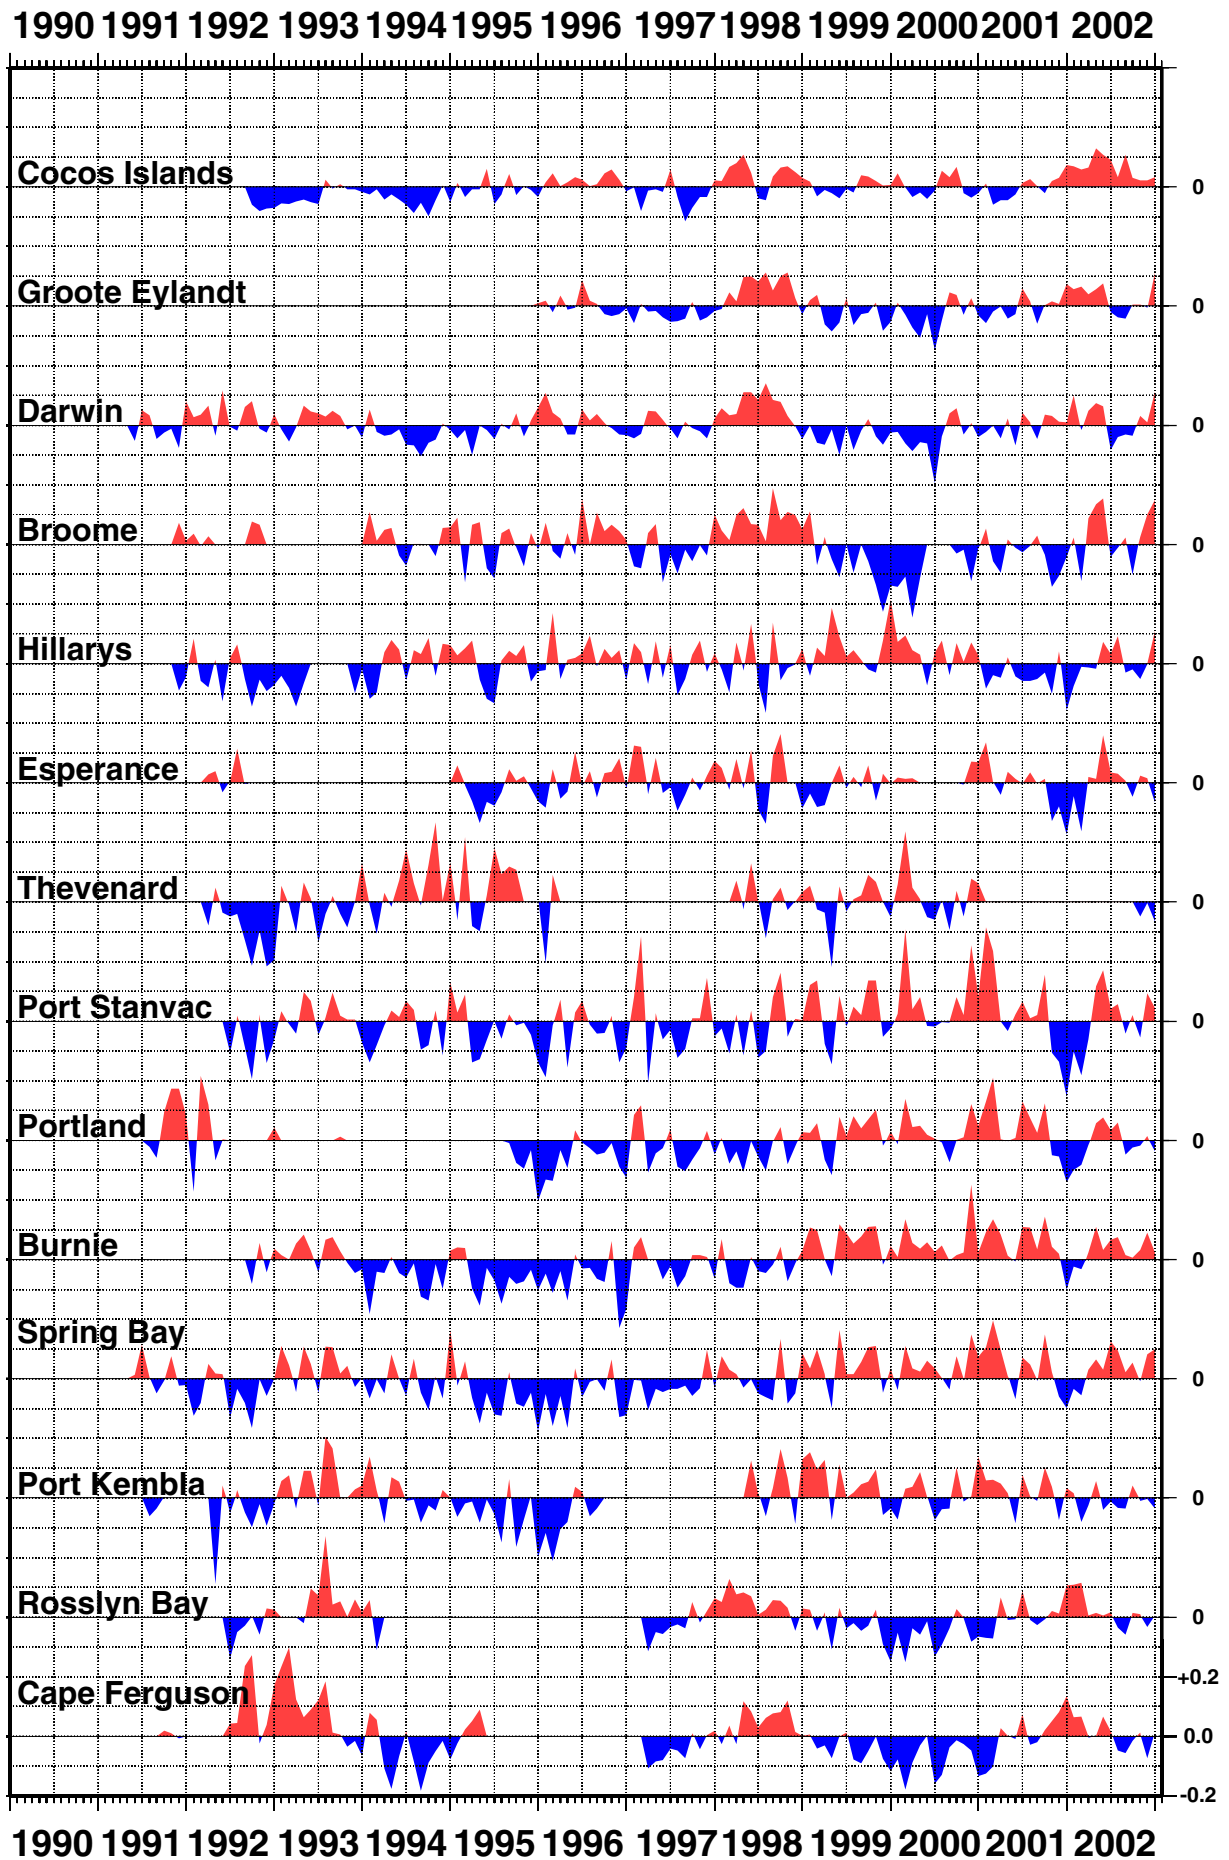 1990 1991 1992 1993 1994 1995 1996 1997 1998 1999 2000 2001 2002
Cocos Islands 0
Groote Eylandt 0
Darwin 0
Broome 0
Hillarys 0
Esperance 0
Thevenard 0
Port Stanvac 0
Portland 0
Burnie 0
Spring Bay 0
Port Kembla 0
Rosslyn Bay 0
+0.2
Cape Ferguson
0.0
-0.2
1990 1991 1992 1993 1994 1995 1996 1997 1998 1999 2000 2001 2002